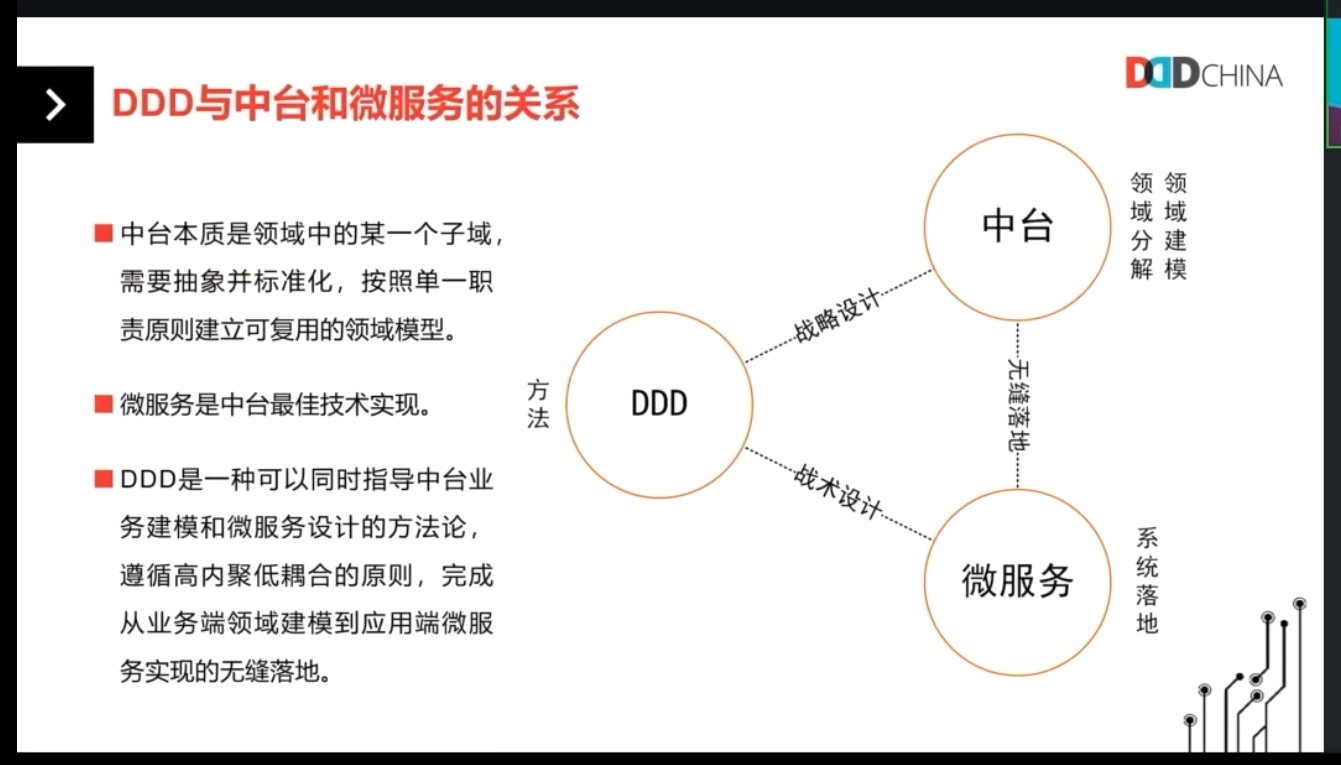 DDDCHINA
DDD与中台和微服务的关系
中台本质是领域中的某一个子域，
需要抽象并标准化，按照单一职
责原则建立可复用的领域模型。
微服务是中台最佳技术实现。
DDD是一种可以同时指导中台业
务建模和微服务设计的方法论，
遵循高内聚低耦合的原则，完成
从业务端领域建模到应用端微服
务实现的无缝落地。
方法
DDD
战略设计
战术设计
中台
领域分解
领域建模
无缝落地
微服务
系统落地